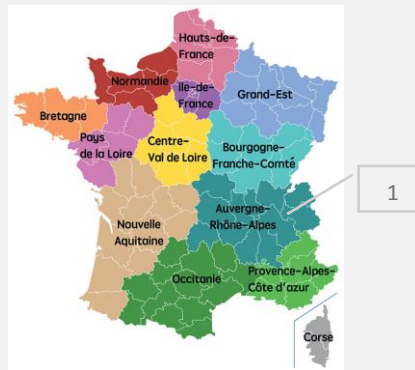 Hauts-de-
France
Normandie
Ile-de-
France
Grand-Est
Bretagne
Pays
de la Loire
Centre-
Val de Loire
Bourgogne-
Franche-Comté
1
Auvergne-
Rhône-Alpes
Nouvelle
Aquitaine
Occitanie
Provence-Alpes-
Côte d'azur
Corse